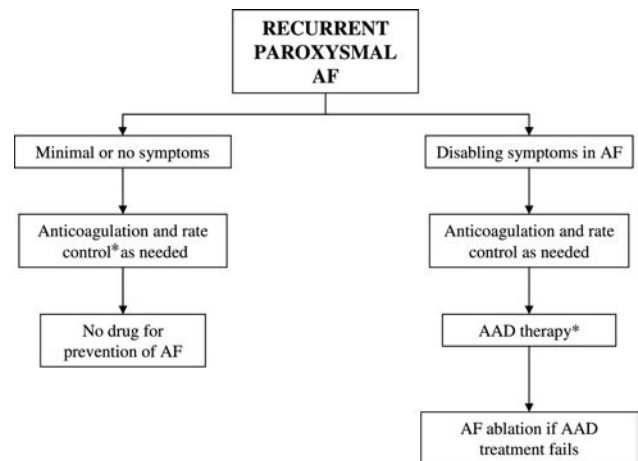 RECURRENT
PAROXYSMAL
AF
Minimal or no symptoms
Disabling symptoms in AF
Anticoagulation and rate
control* as needed
Anticoagulation and rate
control as needed
No drug for
prevention of AF
AAD therapy*
AF ablation if AAD
treatment fails